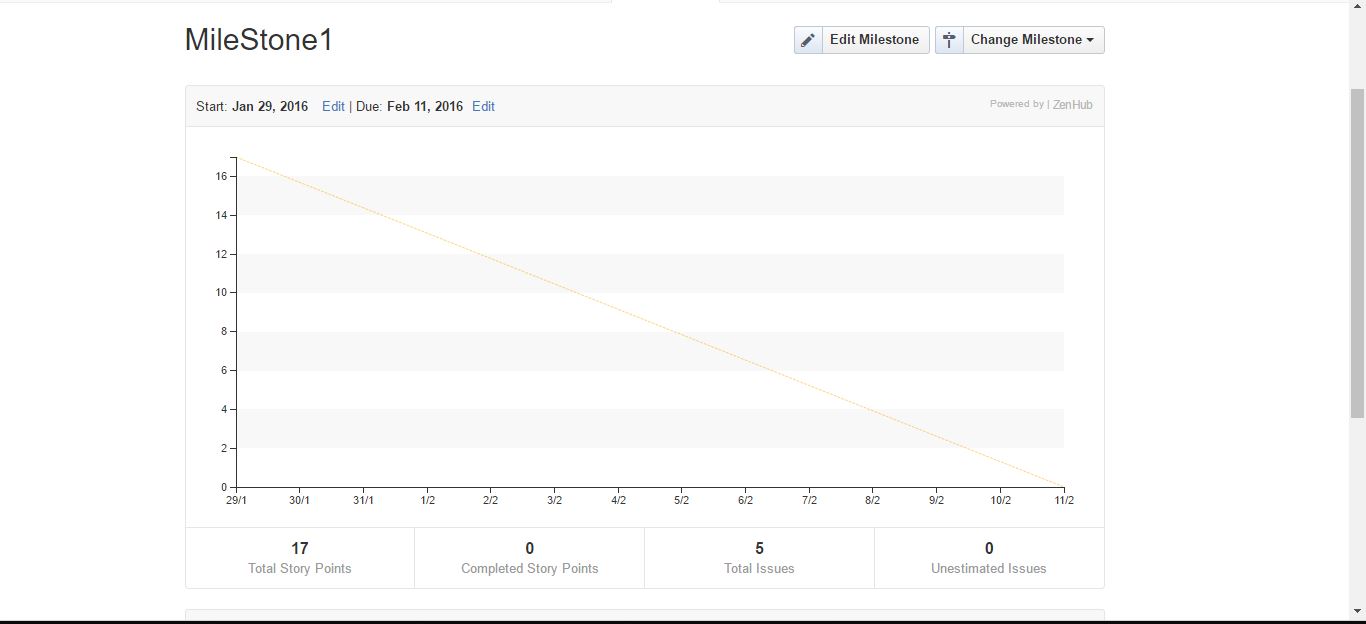 MileStone1
Edit Milestone
Change Milestone
Start: Jan 29, 2016 Edit | Due: Feb 11, 2016 Edit
Powered by | ZenHub
16
14
12
10
8
6
4
2
0
29/1 30/1 31/1 1/2 2/2 3/2 4/2 5/2 6/2 7/2 8/2 9/2 10/2 11/2
17 0 5 0
Total Story Points Completed Story Points Total Issues Unestimated Issues